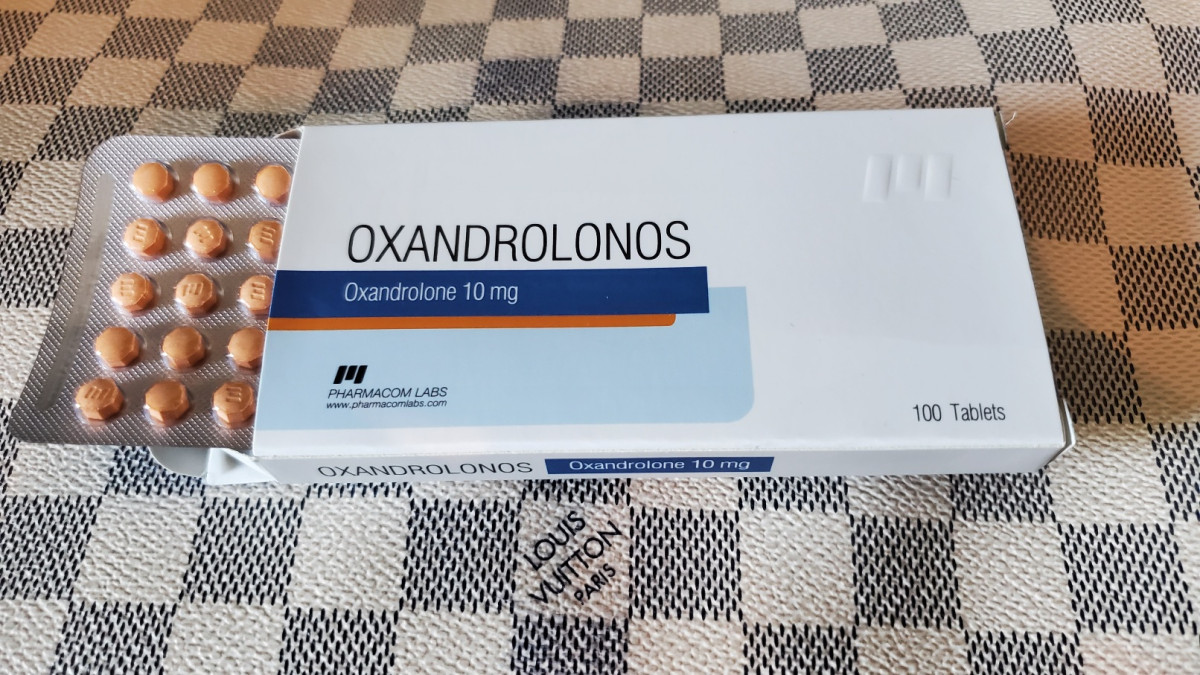 OXANDROLONOS
Oxandrolone 10 mg
PHARMACOM LABS
www.pharmacomlabs.com
100 Tablets
OXANDROLONOS
Oxandrolone 10 mg
LOUIS
VUITTON
PARIS